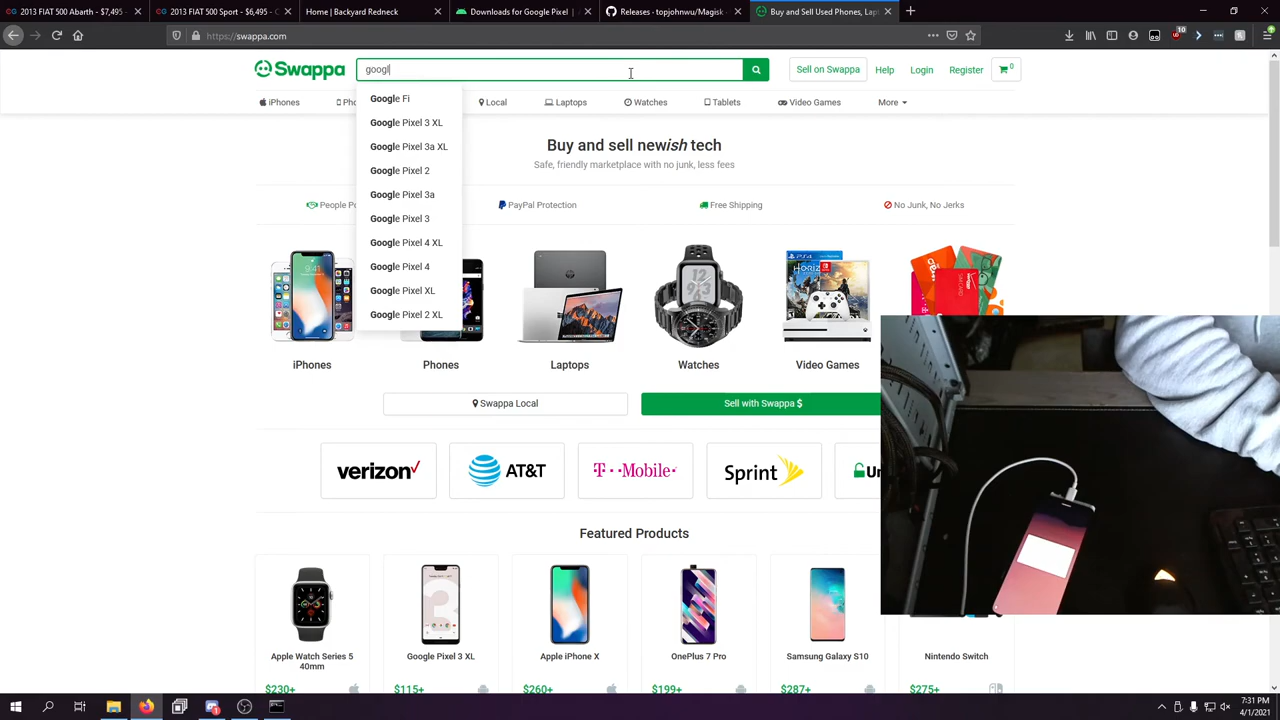 2013 FIAT 500 Abarth - $7,495 -
2013 FIAT 500 Sport - $6,495 - C
2013 FIAT 500 | Backyard Redneck
Downloads for Google Pixel
Releases - topjohnwu/Magisk
Buy and Sell Used Phones, Lap
https://swappa.com
10
Swappa
googl
Sell on Swappa
Help
Login
Register
0
iPhones
Pho
Local
Laptops
Watches
Tablets
Video Games
More
Google Fi
Google Pixel 3 XL
Google Pixel 3a XL
Google Pixel 2
Google Pixel 3a
Google Pixel 3
Google Pixel 4 XL
Google Pixel 4
Google Pixel XL
Google Pixel 2 XL
Buy and sell newish tech
Safe, friendly marketplace with no junk, less fees
People Po
PayPal Protection
Free Shipping
No Junk, No Jerks
iPhones
Phones
Laptops
Watches
Video Games
Swappa Local
Sell with Swappa $
verizon
AT&T
T··Mobile·
Sprint
Un
Featured Products
Apple Watch Series 5
40mm
Google Pixel 3 XL
Apple iPhone X
OnePlus 7 Pro
Samsung Galaxy S10
Nintendo Switch
$230+
$115+
$260+
$199+
$287+
$275+
7:31 PM
4/1/2021